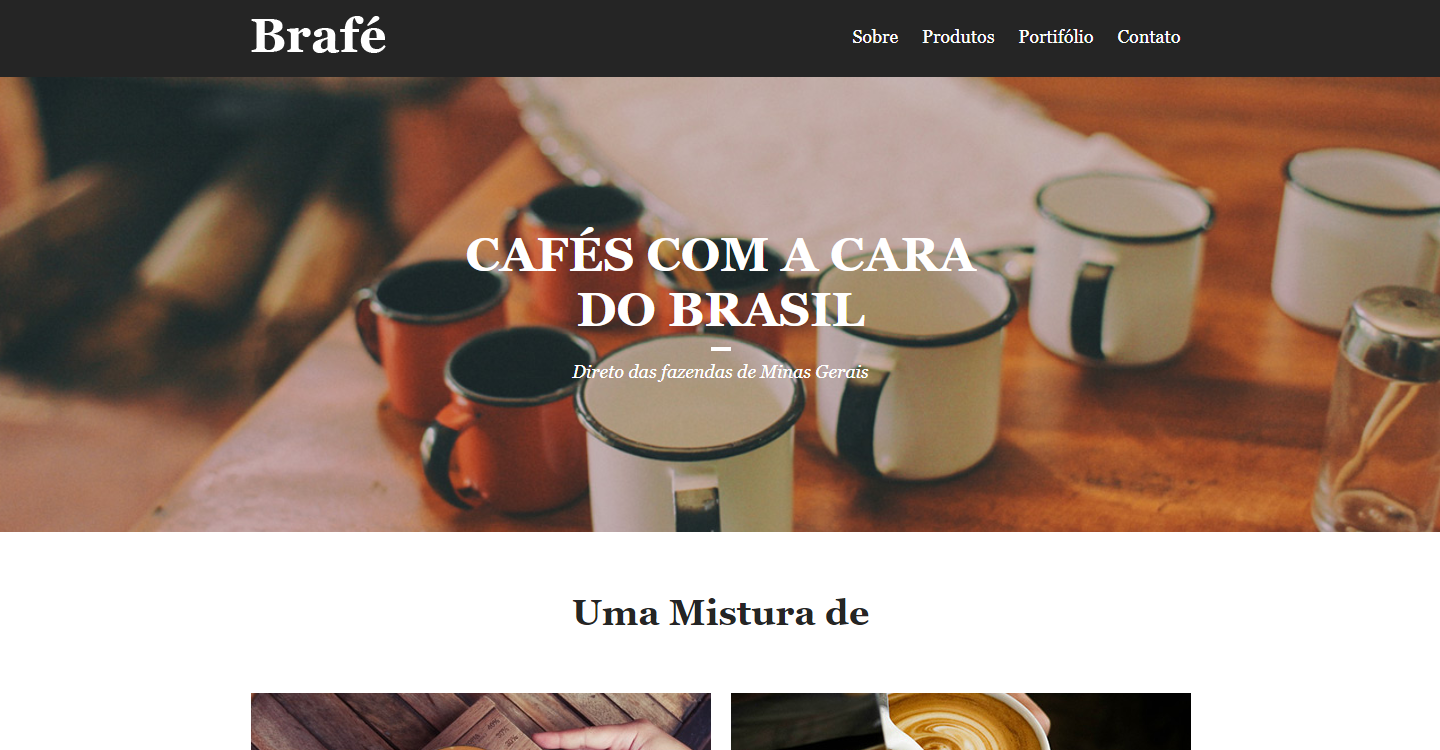 Brafé
Sobre Produtos Portifólio Contato
CAFÉS COM A CARA
DO BRASIL
Direto das fazendas de Minas Gerais
Uma Mistura de